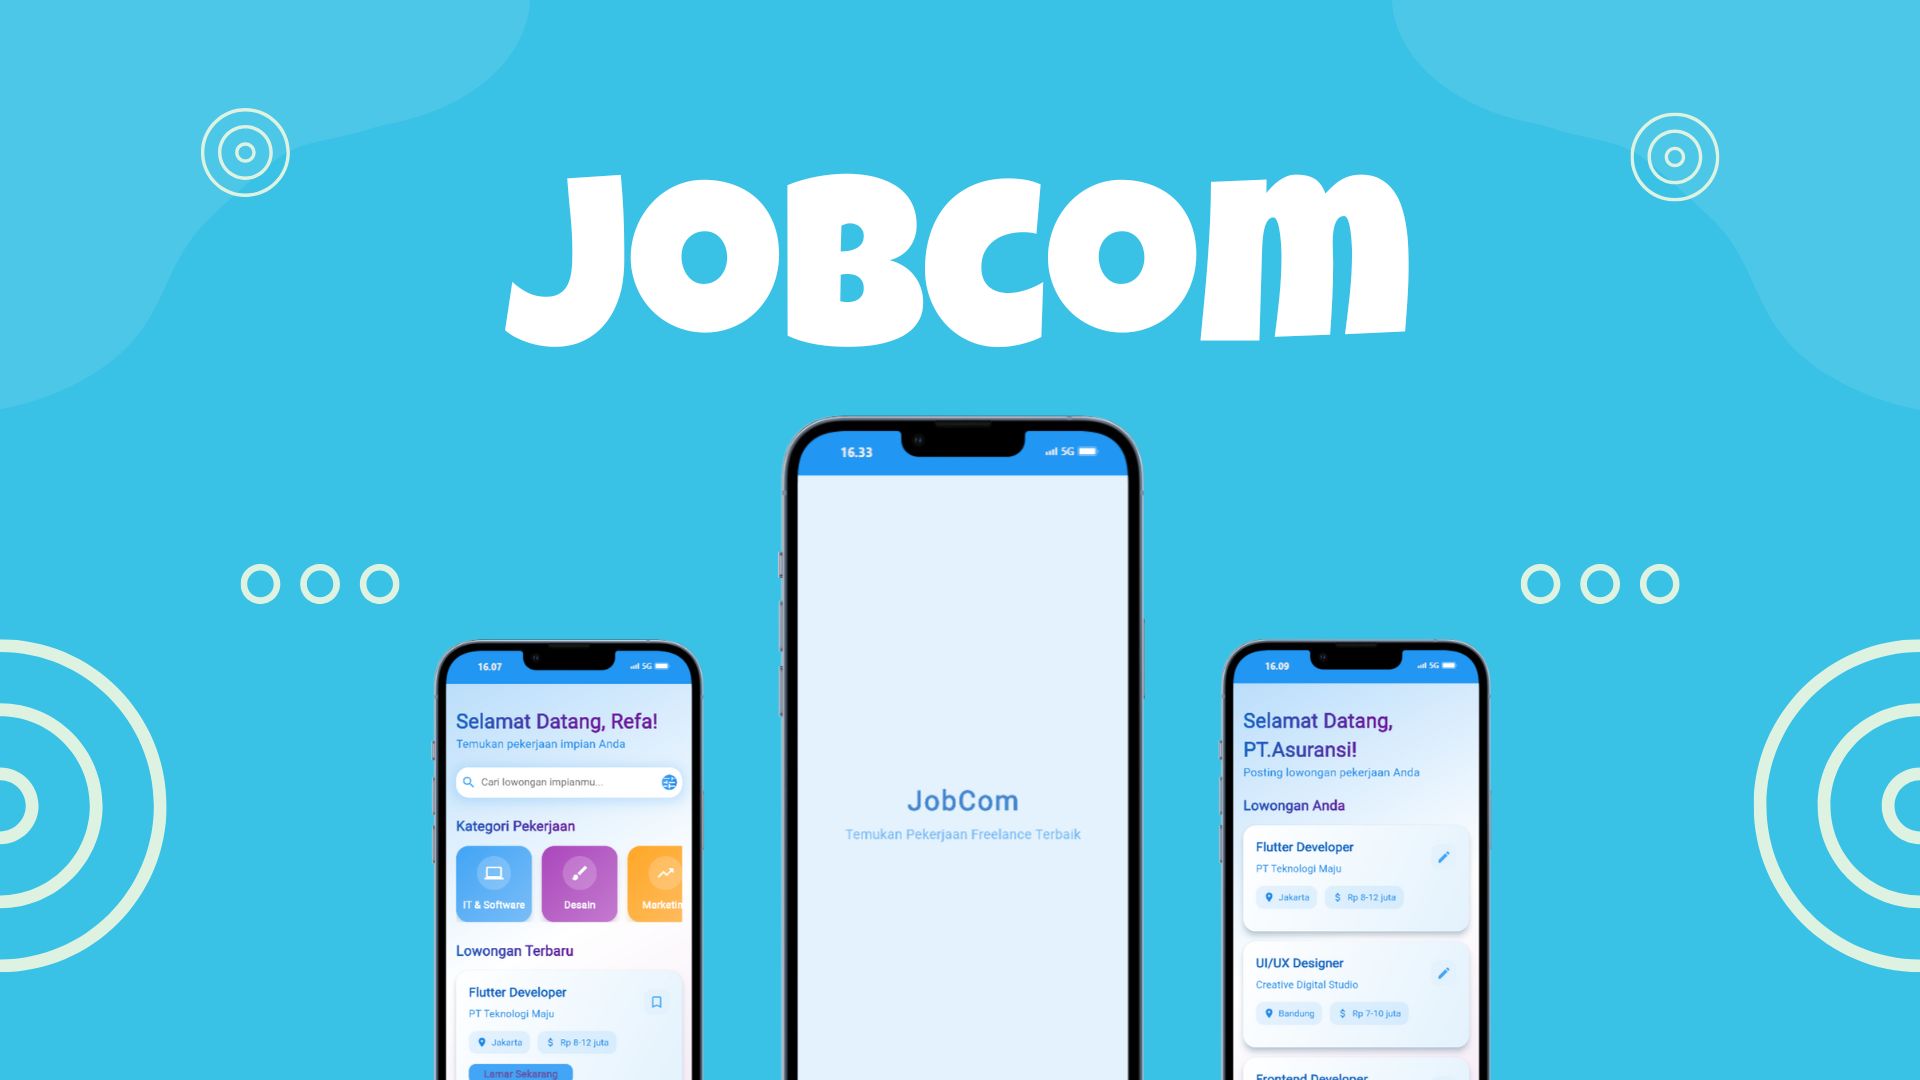 JOBCOM
16.33
5G
JobCom
Temukan Pekerjaan Freelance Terbaik
16.07
5G
Selamat Datang, Refa!
Temukan pekerjaan impian Anda
Cari lowongan impianmu...
Kategori Pekerjaan
IT & Software
Desain
Marketin
Lowongan Terbaru
Flutter Developer
PT Teknologi Maju
Jakarta
$ Rp 8-12 juta
Lamar Sekarang
16.09
5G
Selamat Datang,
PT.Asuransi!
Posting lowongan pekerjaan Anda
Lowongan Anda
Flutter Developer
PT Teknologi Maju
Jakarta
$ Rp 8-12 juta
UI/UX Designer
Creative Digital Studio
Bandung
$ Rp 7-10 juta
Frontend Developer